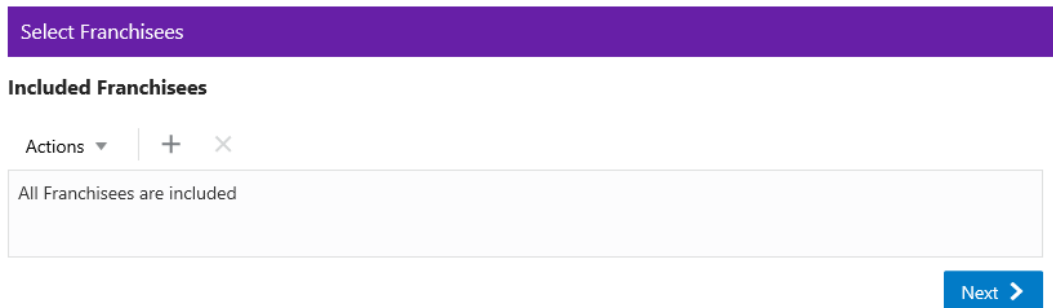 Select Franchisees
Included Franchisees
Actions
All Franchisees are included
Next